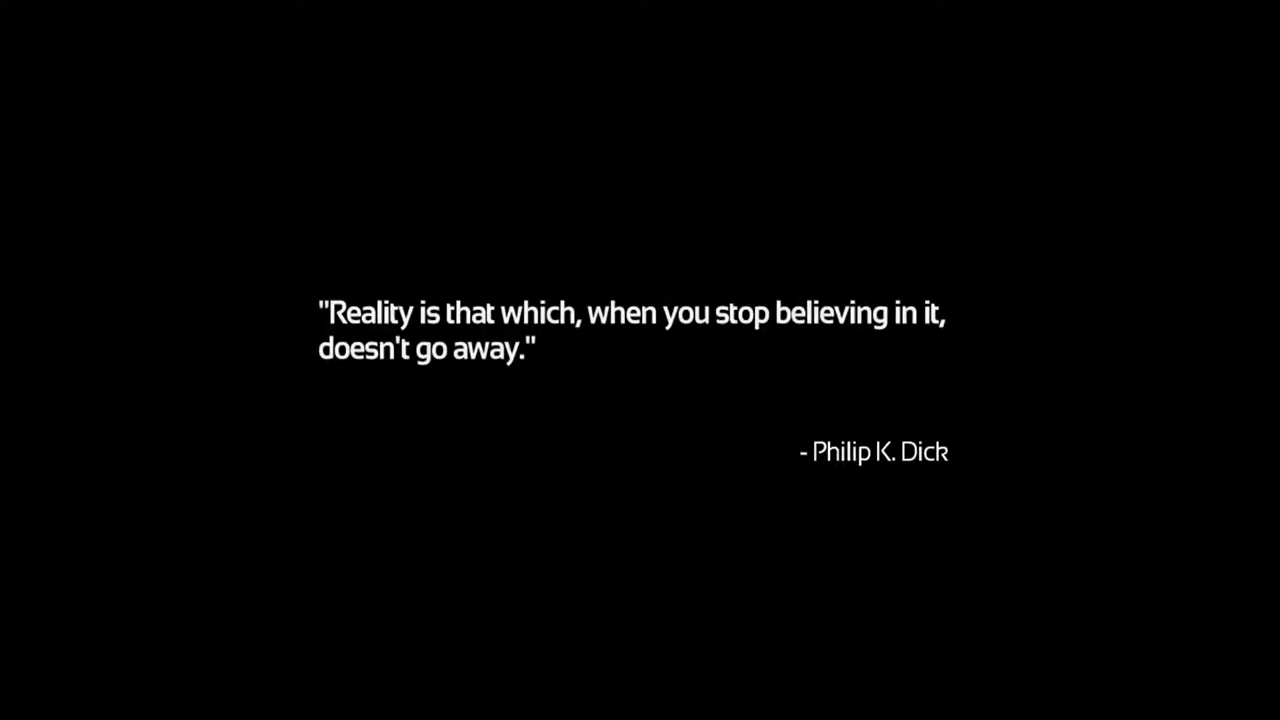 "Reality is that which, when you stop believing in it,
doesn't go away."
- Philip K. Dick